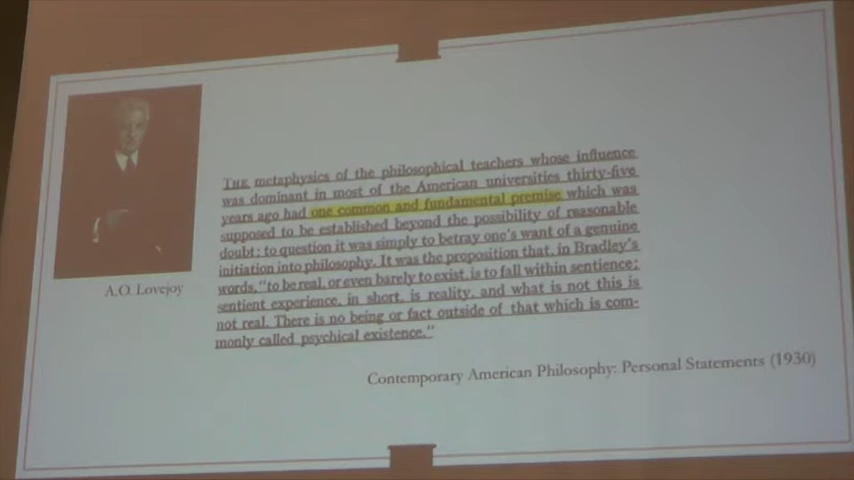 THE metaphysics of the philosophical teachers whose influence
was dominant in most of the American universities thirty-five
years ago had one common and fundamental premise which was
supposed to be established beyond the possibility of reasonable
doubt; to question it was simply to betray one's want of a genuine
initiation into philosophy. It was the proposition that, in Bradley's
words, "to be real, or even barely to exist, is to fall within sentience;
sentient experience, in short, is reality, and what is not this is
not real. There is no being or fact outside of that which is com-
monly called psychical existence."
A.O. Lovejoy
Contemporary American Philosophy: Personal Statements (1930)